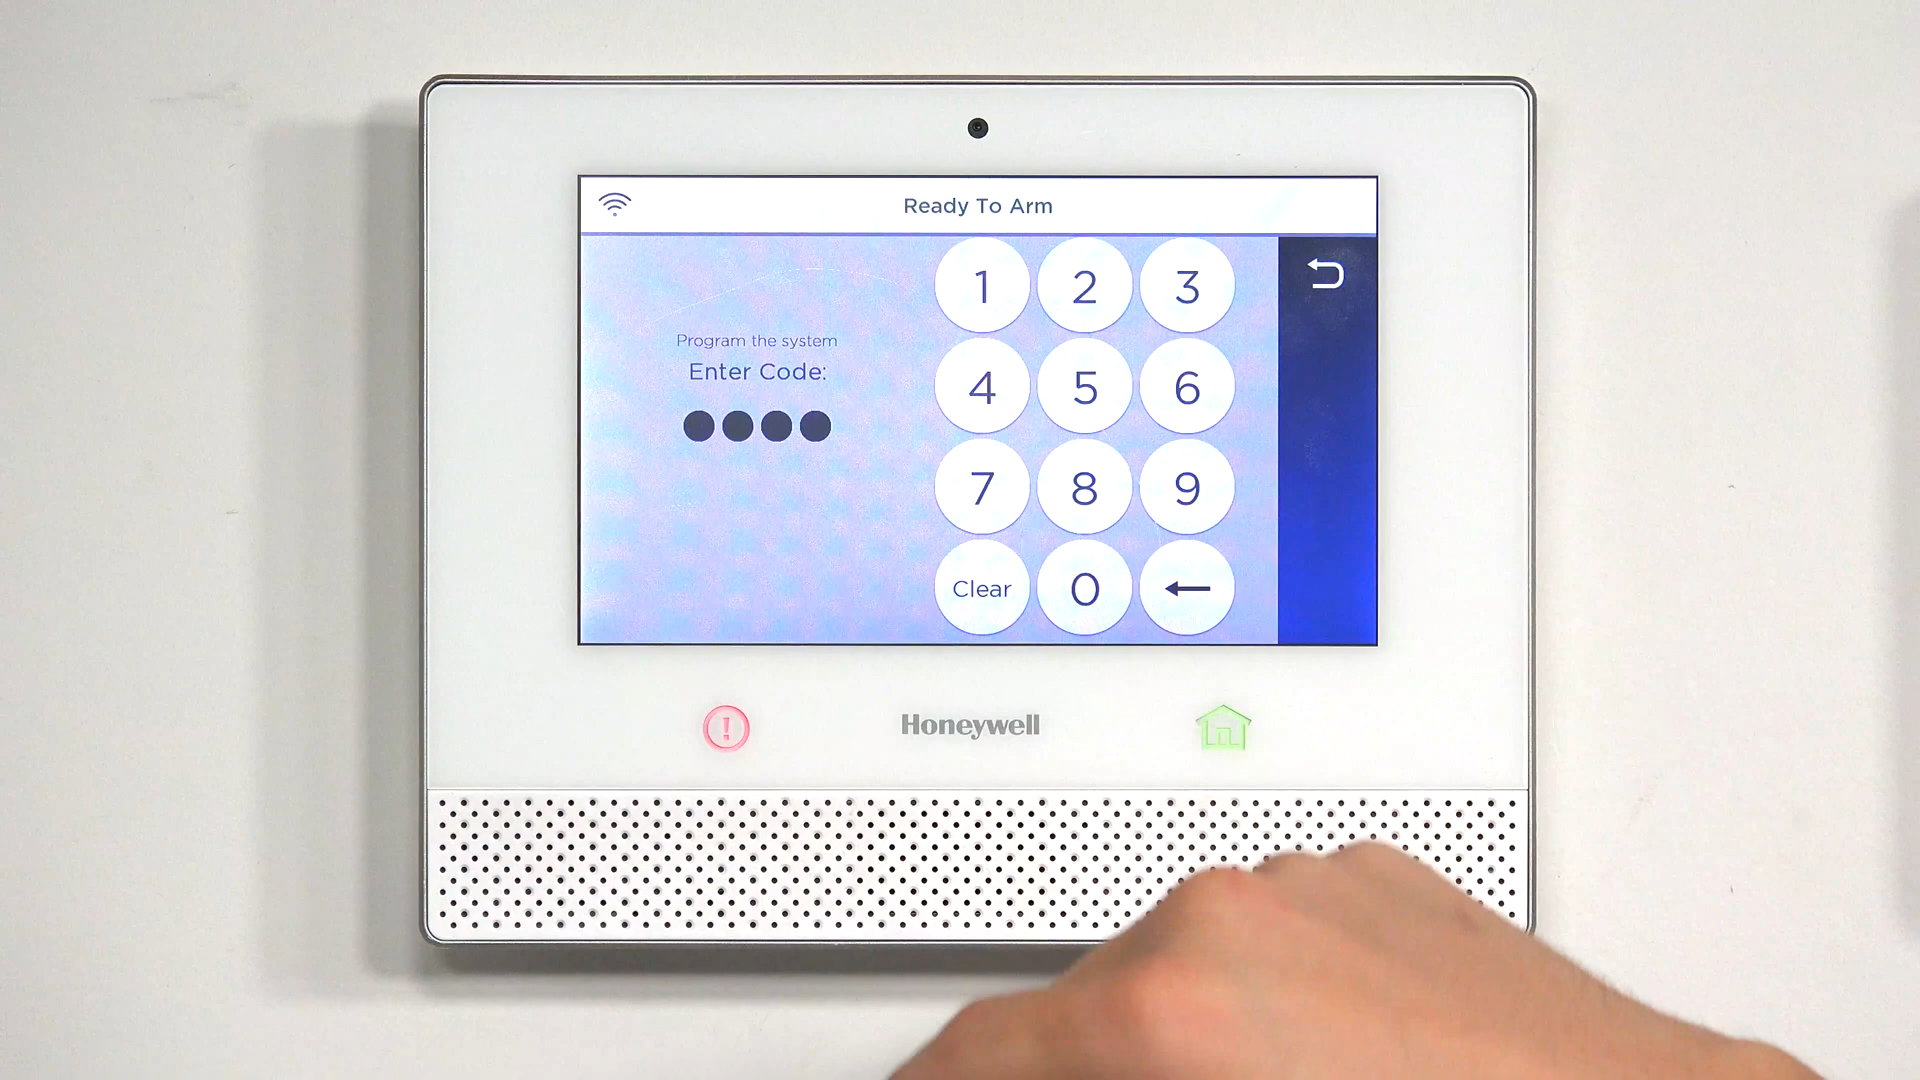 Ready To Arm
Program the system
Enter Code:
1 2 3
4 5 6
7 8 9
Clear 0
Honeywell